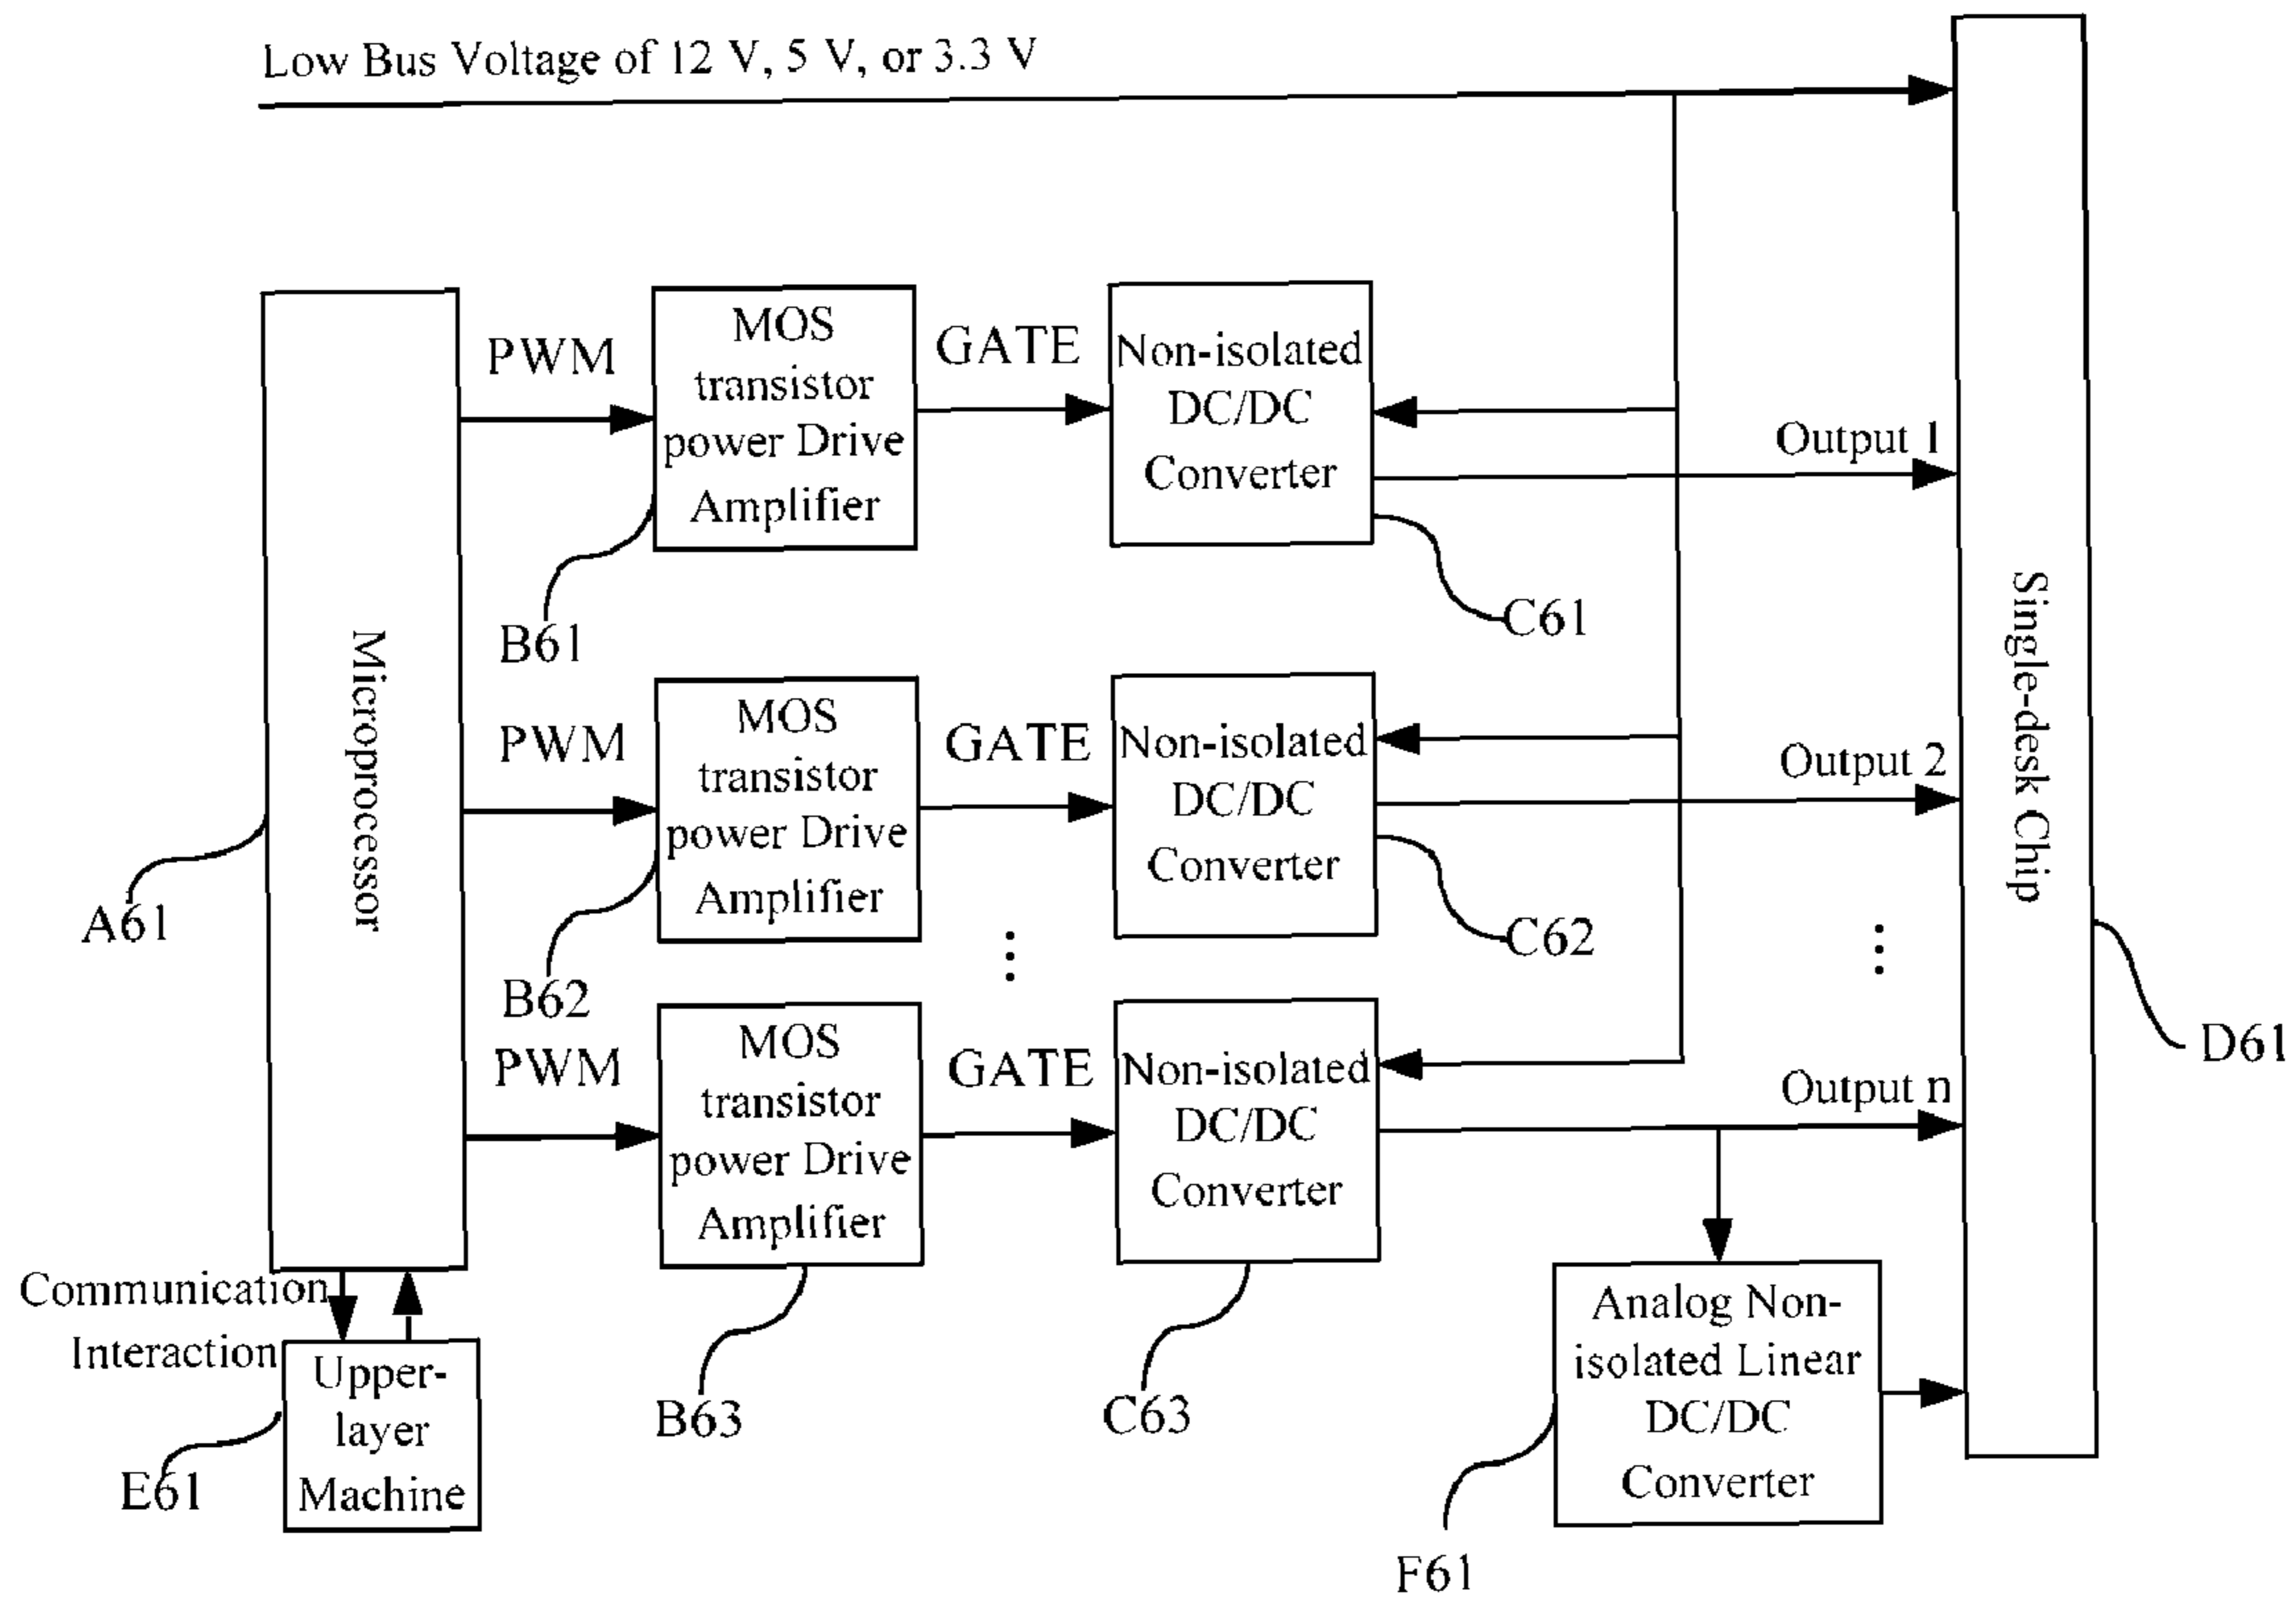 Low Bus Voltage of 12 V, 5 V, or 3.3 V
PWM
MOS
transistor
power Drive
Amplifier
GATE
Non-isolated
DC/DC
Converter
Output 1
B61
C61
Microprocessor
Single-desk Chip
A61
PWM
MOS
transistor
power Drive
Amplifier
GATE
Non-isolated
DC/DC
Converter
Output 2
B62
C62
D61
PWM
MOS
transistor
power Drive
Amplifier
GATE
Non-isolated
DC/DC
Converter
Output n
B63
C63
Communication
Interaction
Upper-
layer
Machine
E61
Analog Non-
isolated Linear
DC/DC
Converter
F61